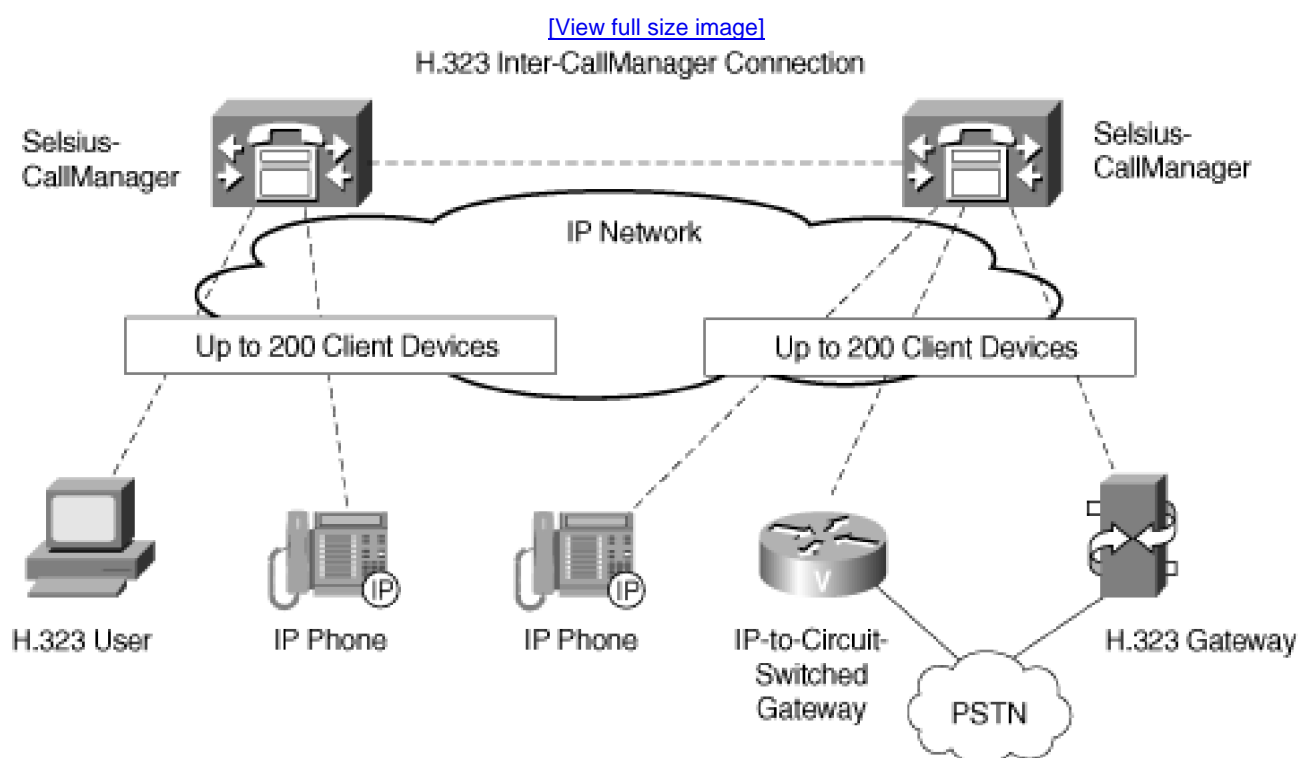 [View full size image]
H.323 Inter-CallManager Connection
Selsius-
CallManager
Selsius-
CallManager
IP Network
Up to 200 Client Devices
Up to 200 Client Devices
IP
IP
V
H.323 User
IP Phone
IP Phone
IP-to-Circuit-
Switched
Gateway
H.323 Gateway
PSTN